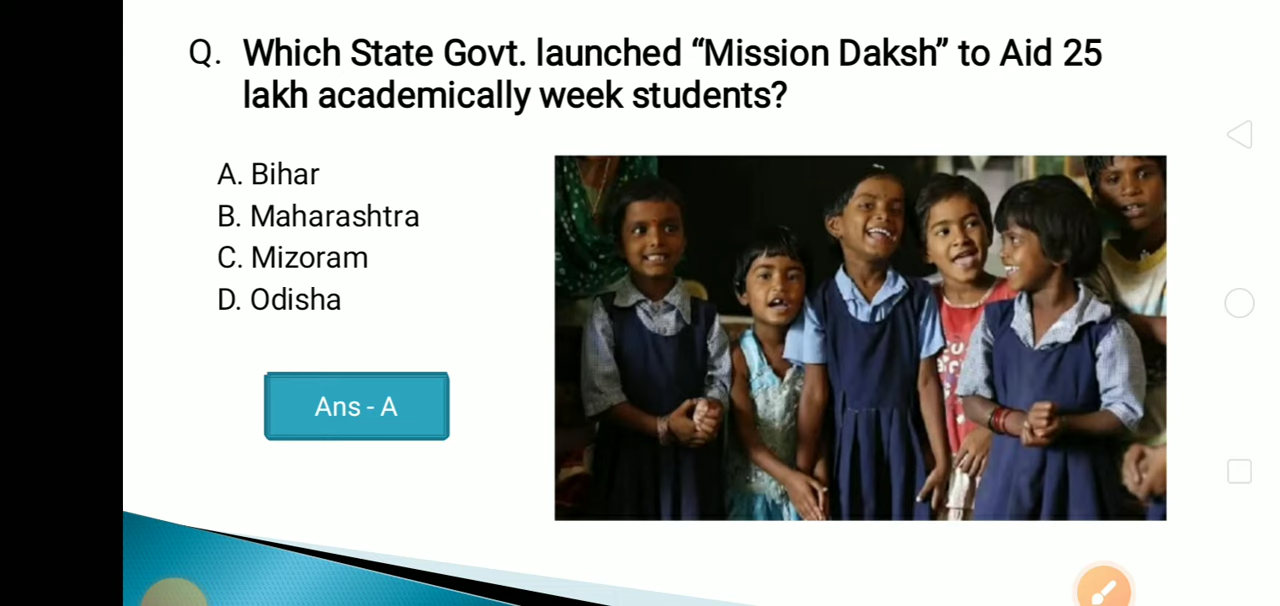 Q. Which State Govt. launched “Mission Daksh” to Aid 25
lakh academically week students?
A. Bihar
B. Maharashtra
C. Mizoram
D. Odisha
Ans - A